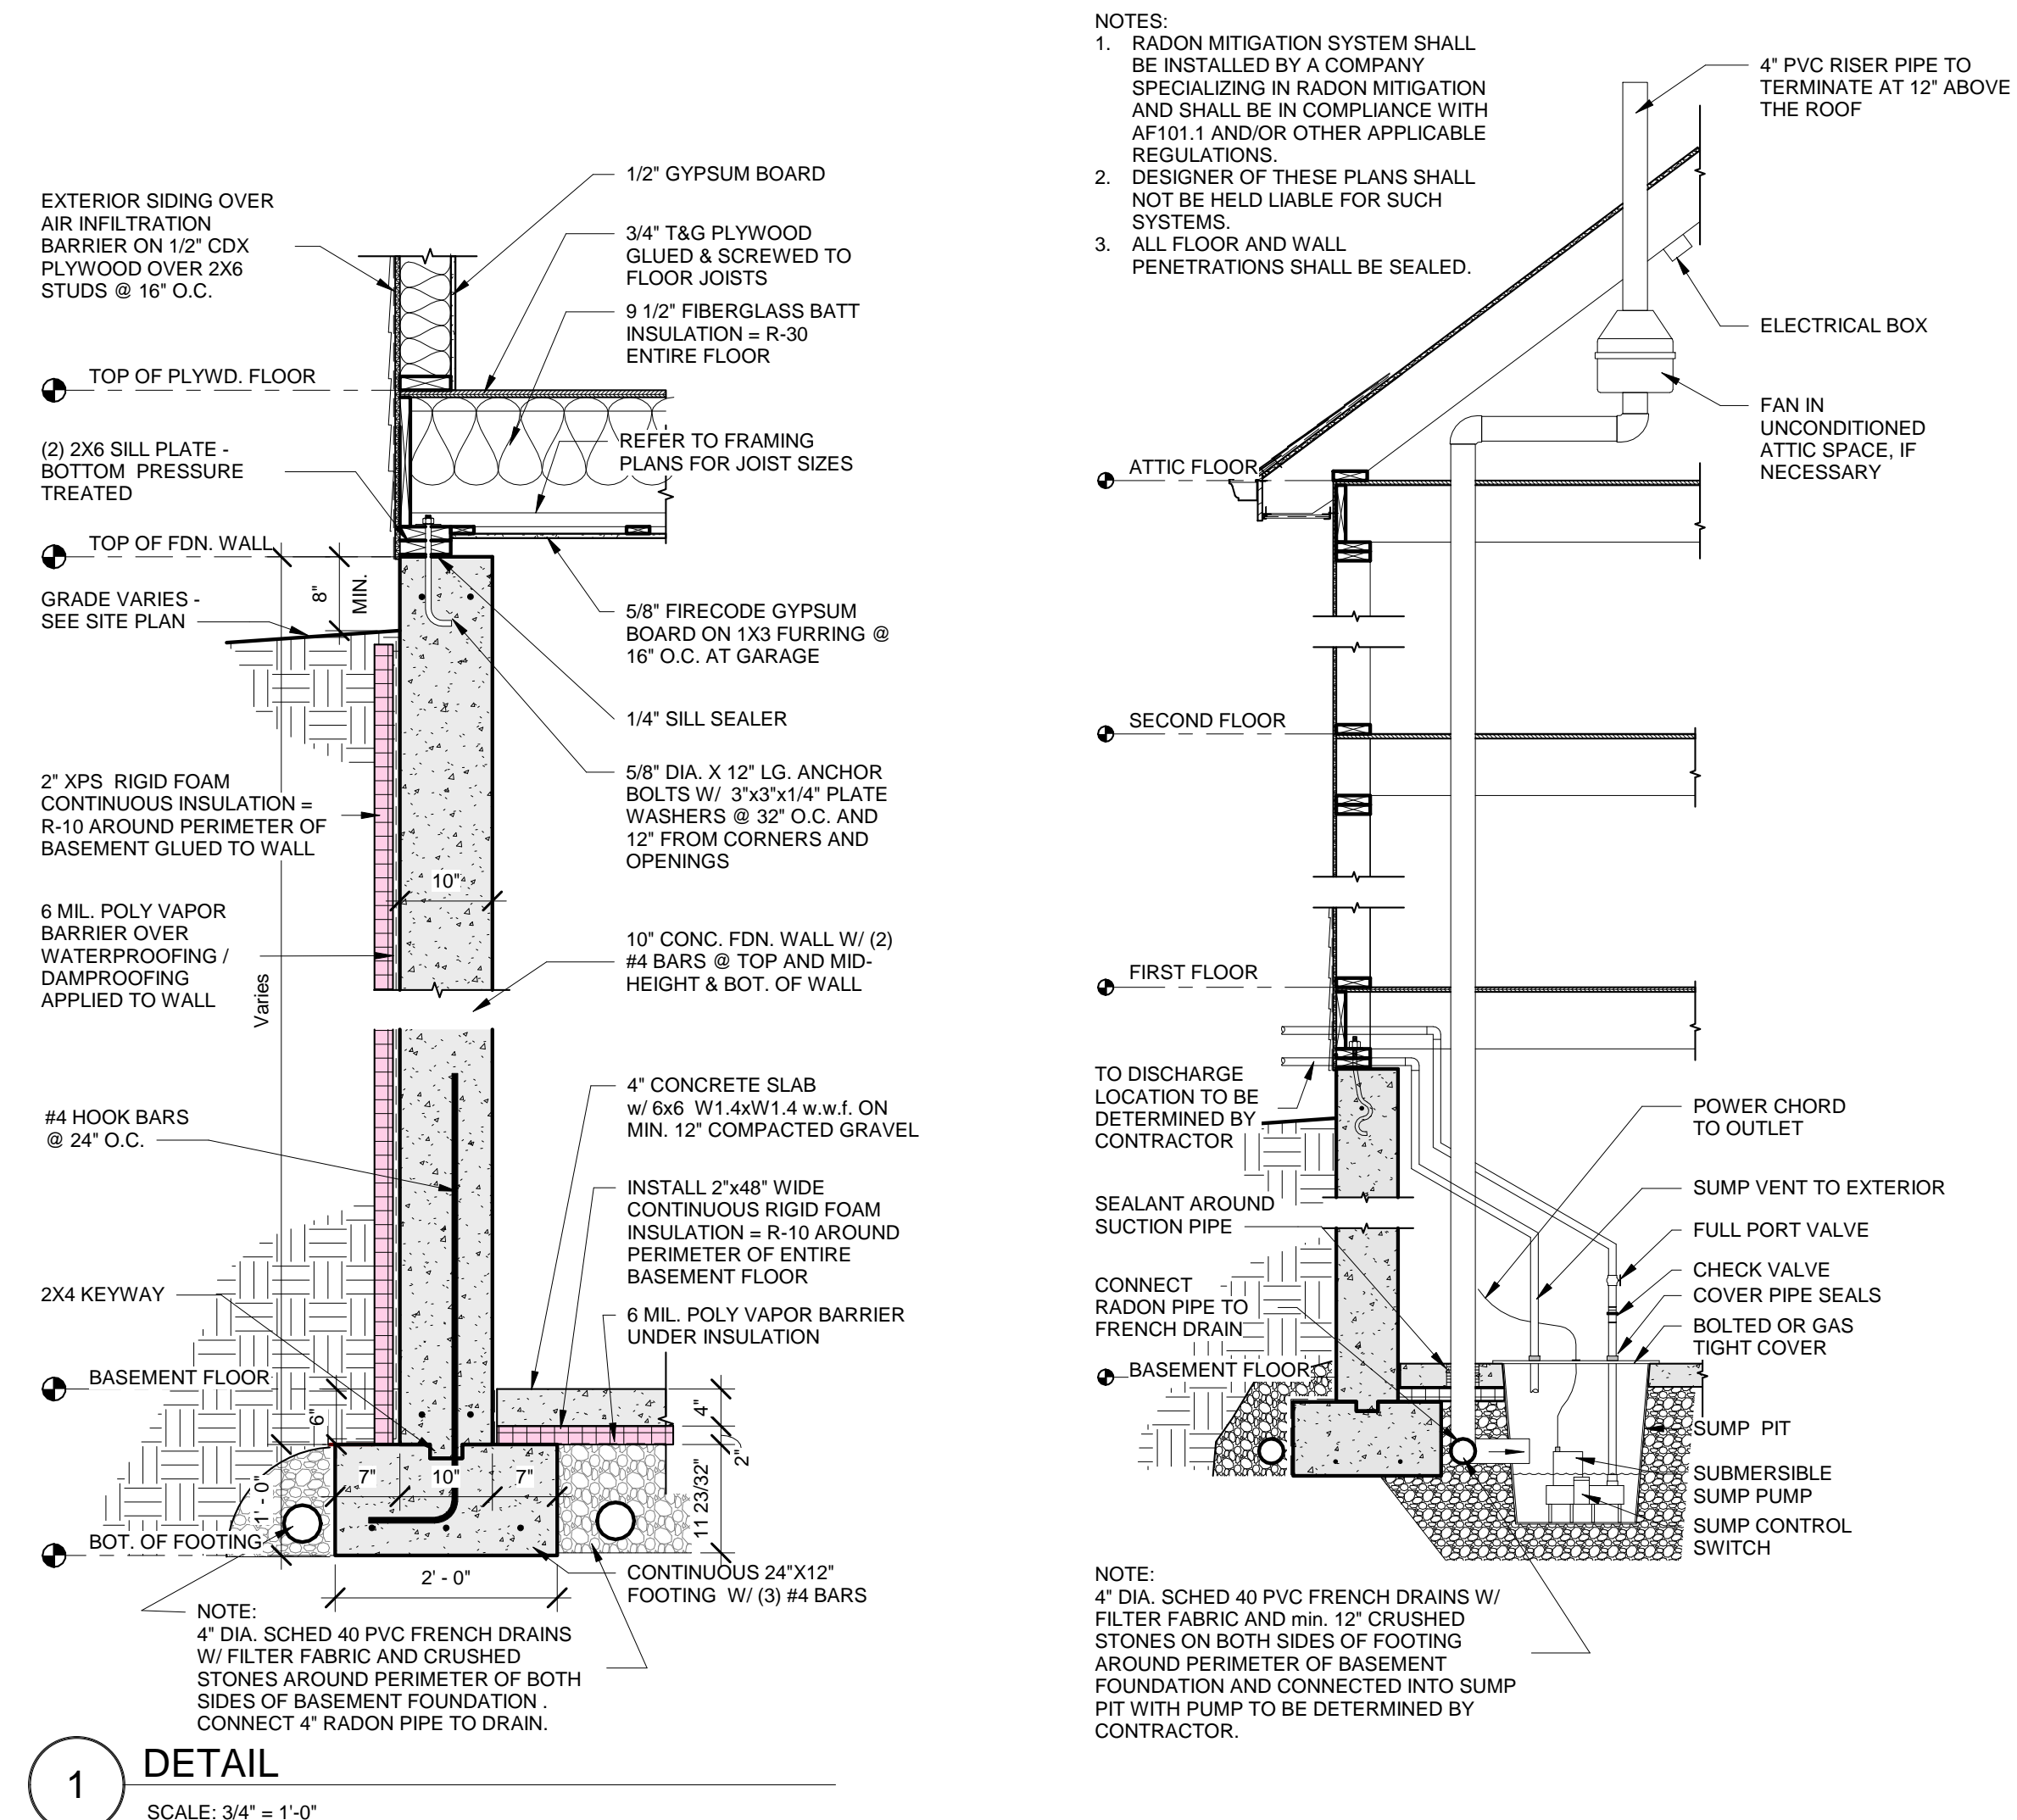 EXTERIOR SIDING OVER
AIR INFILTRATION
BARRIER ON 1/2" CDX
PLYWOOD OVER 2X6
STUDS @ 16" O.C.
TOP OF PLYWD. FLOOR
(2) 2X6 SILL PLATE -
BOTTOM PRESSURE
TREATED
TOP OF FDN. WALL
8"
MIN.
GRADE VARIES -
SEE SITE PLAN
2" XPS RIGID FOAM
CONTINUOUS INSULATION =
R-10 AROUND PERIMETER OF
BASEMENT GLUED TO WALL
10"
6 MIL. POLY VAPOR
BARRIER OVER
WATERPROOFING /
DAMPROOFING
APPLIED TO WALL
Varies
#4 HOOK BARS
@ 24" O.C.
2X4 KEYWAY
BASEMENT FLOOR
6"
1' - 0"
7"
10"
7"
BOT. OF FOOTING
2' - 0"
4"
2"
11 23/32"
1/2" GYPSUM BOARD
3/4" T&G PLYWOOD
GLUED & SCREWED TO
FLOOR JOISTS
9 1/2" FIBERGLASS BATT
INSULATION = R-30
ENTIRE FLOOR
REFER TO FRAMING
PLANS FOR JOIST SIZES
5/8" FIRECODE GYPSUM
BOARD ON 1X3 FURRING @
16" O.C. AT GARAGE
1/4" SILL SEALER
5/8" DIA. X 12" LG. ANCHOR
BOLTS W/ 3"x3"x1/4" PLATE
WASHERS @ 32" O.C. AND
12" FROM CORNERS AND
OPENINGS
10" CONC. FDN. WALL W/ (2)
#4 BARS @ TOP AND MID-
HEIGHT & BOT. OF WALL
4" CONCRETE SLAB
w/ 6x6 W1.4xW1.4 w.w.f. ON
MIN. 12" COMPACTED GRAVEL
INSTALL 2"x48" WIDE
CONTINUOUS RIGID FOAM
INSULATION = R-10 AROUND
PERIMETER OF ENTIRE
BASEMENT FLOOR
6 MIL. POLY VAPOR BARRIER
UNDER INSULATION
CONTINUOUS 24"X12"
FOOTING W/ (3) #4 BARS
NOTE:
4" DIA. SCHED 40 PVC FRENCH DRAINS
W/ FILTER FABRIC AND CRUSHED
STONES AROUND PERIMETER OF BOTH
SIDES OF BASEMENT FOUNDATION .
CONNECT 4" RADON PIPE TO DRAIN.
1
DETAIL
SCALE: 3/4" = 1'-0"
NOTES:
1. RADON MITIGATION SYSTEM SHALL
BE INSTALLED BY A COMPANY
SPECIALIZING IN RADON MITIGATION
AND SHALL BE IN COMPLIANCE WITH
AF101.1 AND/OR OTHER APPLICABLE
REGULATIONS.
2. DESIGNER OF THESE PLANS SHALL
NOT BE HELD LIABLE FOR SUCH
SYSTEMS.
3. ALL FLOOR AND WALL
PENETRATIONS SHALL BE SEALED.
4" PVC RISER PIPE TO
TERMINATE AT 12" ABOVE
THE ROOF
ELECTRICAL BOX
FAN IN
UNCONDITIONED
ATTIC SPACE, IF
NECESSARY
ATTIC FLOOR
SECOND FLOOR
FIRST FLOOR
TO DISCHARGE
LOCATION TO BE
DETERMINED BY
CONTRACTOR
SEALANT AROUND
SUCTION PIPE
CONNECT
RADON PIPE TO
FRENCH DRAIN
BASEMENT FLOOR
POWER CHORD
TO OUTLET
SUMP VENT TO EXTERIOR
FULL PORT VALVE
CHECK VALVE
COVER PIPE SEALS
BOLTED OR GAS
TIGHT COVER
SUMP PIT
SUBMERSIBLE
SUMP PUMP
SUMP CONTROL
SWITCH
NOTE:
4" DIA. SCHED 40 PVC FRENCH DRAINS W/
FILTER FABRIC AND min. 12" CRUSHED
STONES ON BOTH SIDES OF FOOTING
AROUND PERIMETER OF BASEMENT
FOUNDATION AND CONNECTED INTO SUMP
PIT WITH PUMP TO BE DETERMINED BY
CONTRACTOR.